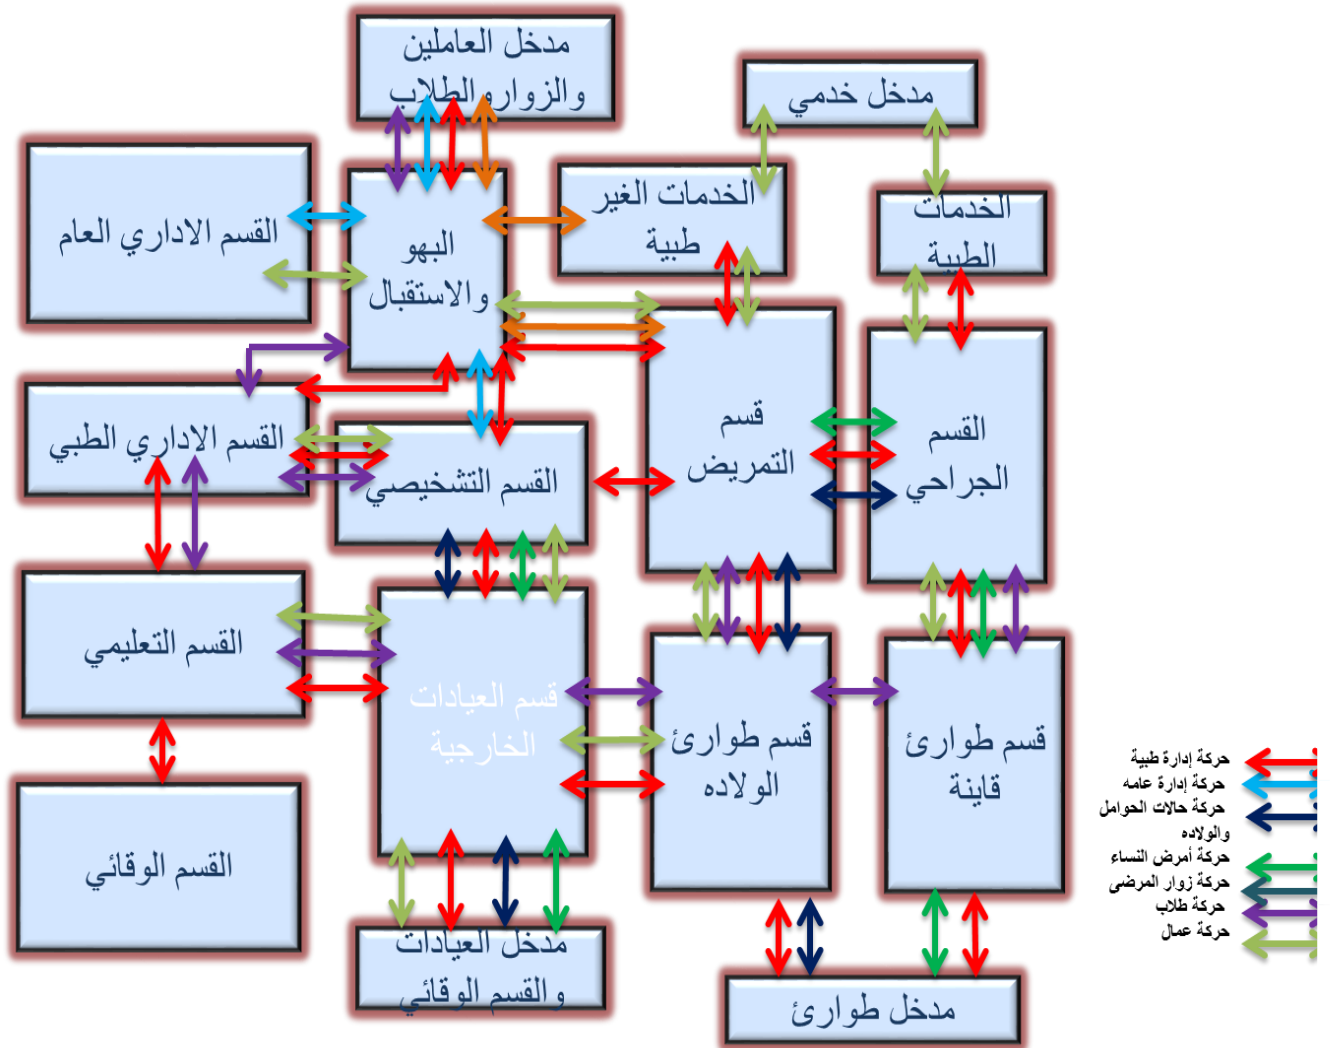 مدخل العاملين
والزوار والطلاب
مدخل خدمي
القسم الاداري العام
البهو
والاستقبال
الخدمات الغير
طبية
الخدمات
الطبية
القسم الاداري الطبي
القسم التشخيصي
قسم
التمريض
القسم
الجراحي
القسم التعليمي
قسم العيادات
الخارجية
قسم طوارئ
الولاده
قسم طوارئ
قاينة
القسم الوقائي
مدخل العيادات
والقسم الوقائي
مدخل طوارئ
حركة إدارة طبية
حركة إدارة عامه
حركة حالات الحوامل
والولاده
حركة أمرض النساء
حركة زوار المرضى
حركة طلاب
حركة عمال